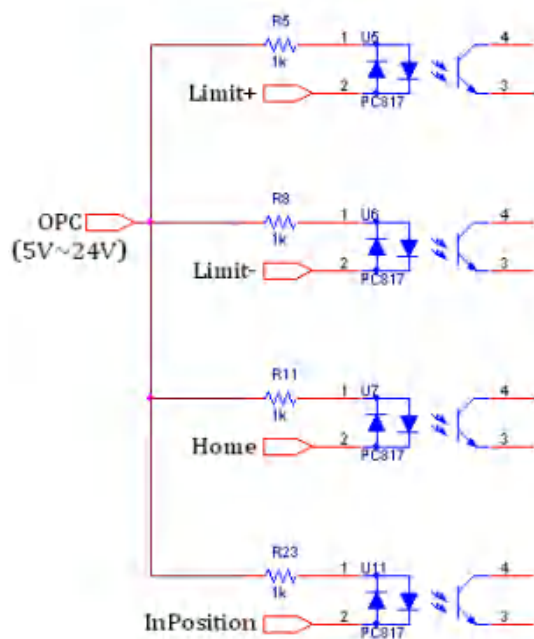 R5
1k
1
U5
4
Limit+
2
PC817
3
OPC
(5V~24V)
R8
1k
1
U6
4
Limit-
2
PC817
3
R11
1k
1
U7
4
Home
2
PC817
3
R23
1k
1
U11
4
InPosition
2
PC817
3